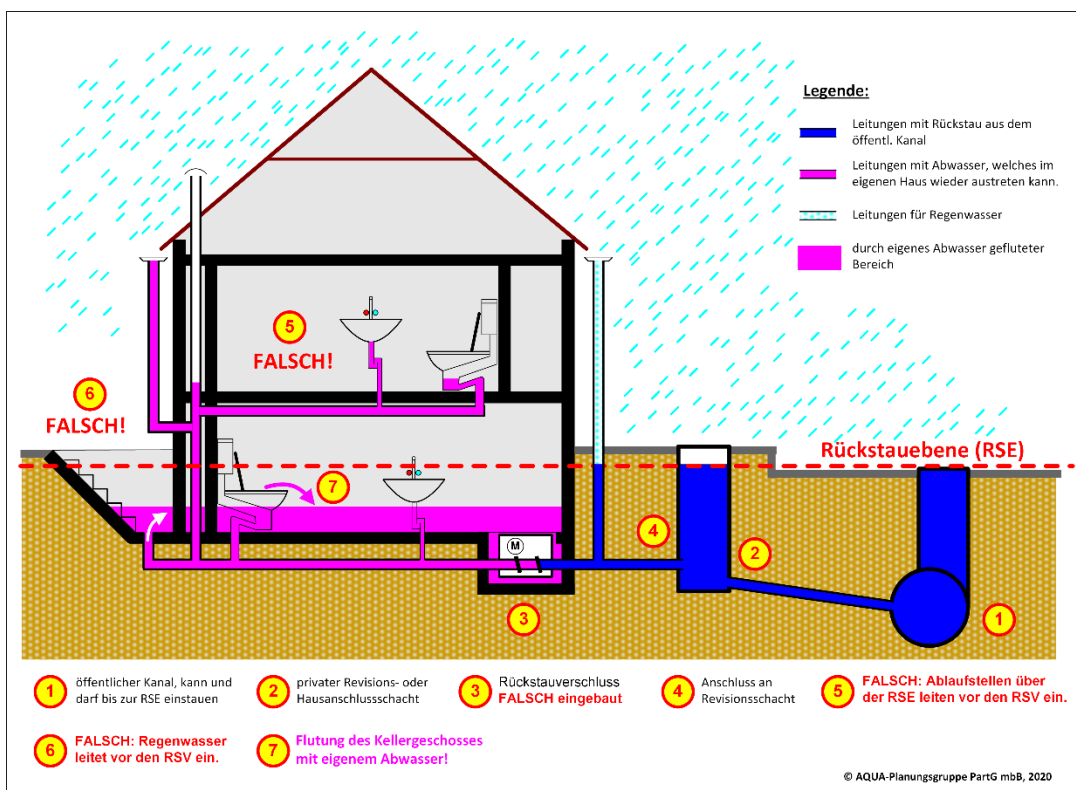 Legende:
Leitungen mit Rückstau aus dem
öffentl. Kanal
Leitungen mit Abwasser, welches im
eigenen Haus wieder austreten kann.
Leitungen für Regenwasser
durch eigenes Abwasser gefluteter
Bereich
5
FALSCH!
6
FALSCH!
Rückstauebene (RSE)
7
4
2
M
3
1
1
öffentlicher Kanal, kann und
darf bis zur RSE einstauen
2
privater Revisions- oder
Hausanschlussschacht
3
Rückstauverschluss
FALSCH eingebaut
4
Anschluss an
Revisionsschacht
5
FALSCH: Ablaufstellen über
der RSE leiten vor den RSV ein.
6
FALSCH: Regenwasser
leitet vor den RSV ein.
7
Flutung des Kellergeschosses
mit eigenem Abwasser!
© AQUA-Planungsgruppe PartG mbB, 2020